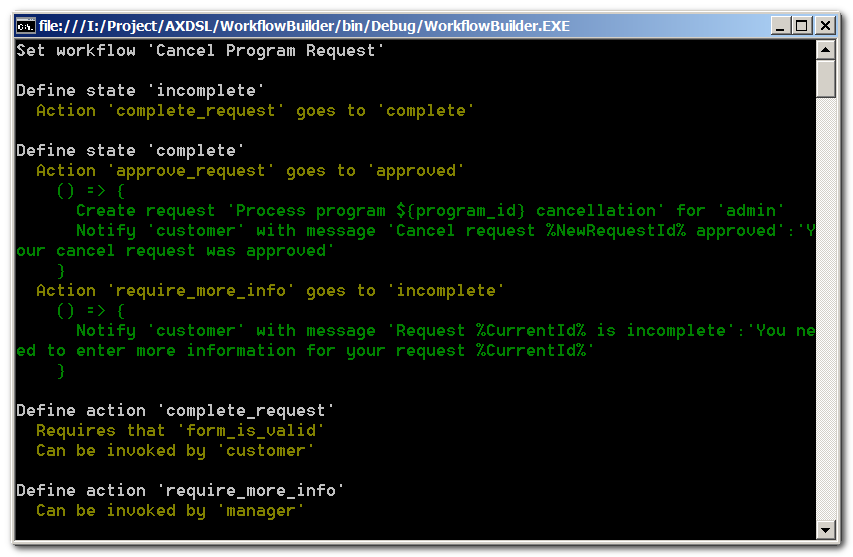 file:///I:/Project/AXDSL/WorkflowBuilder/bin/Debug/WorkflowBuilder.EXE
Set workflow 'Cancel Program Request'
Define state 'incomplete'
Action 'complete_request' goes to 'complete'
Define state 'complete'
Action 'approve_request' goes to 'approved'
() => {
Create request 'Process program ${program_id} cancellation' for 'admin'
Notify 'customer' with message 'Cancel request %NewRequestId% approved':'Y
our cancel request was approved'
}
Action 'require_more_info' goes to 'incomplete'
() => {
Notify 'customer' with message 'Request %CurrentId% is incomplete':'You ne
ed to enter more information for your request %CurrentId%'
}
Define action 'complete_request'
Requires that 'form_is_valid'
Can be invoked by 'customer'
Define action 'require_more_info'
Can be invoked by 'manager'